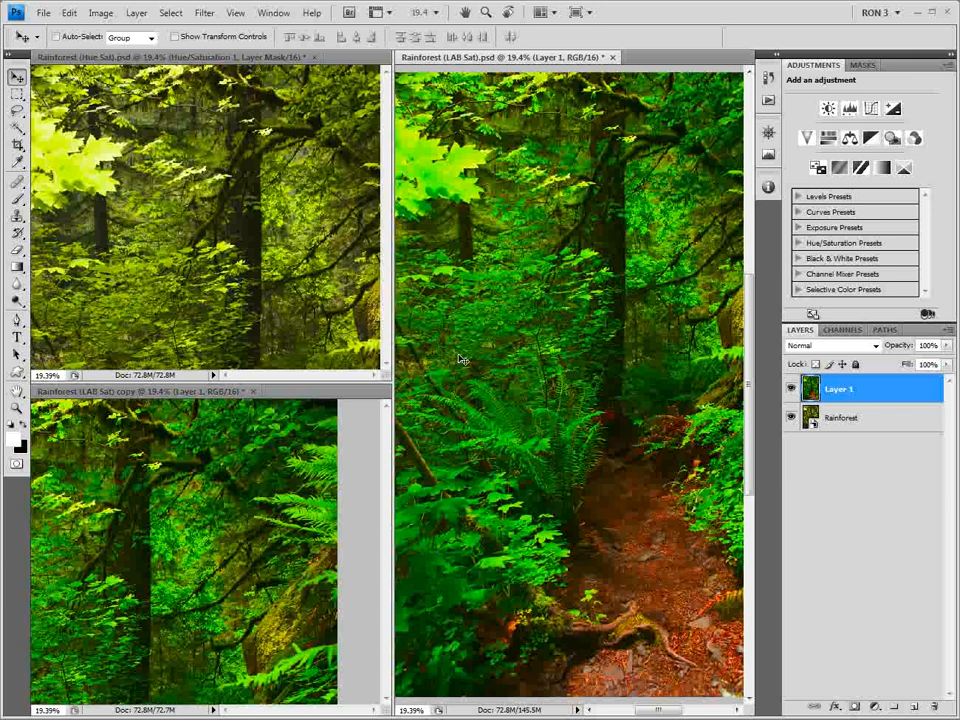 Ps File Edit Image Layer Select Filter View Window Help Br 19.4 RON 3
Auto-Select: Group Show Transform Controls
Rainforest (Hue Sat).psd @ 19.4% (Hue/Saturation 1, Layer Mask/16) *
Rainforest (LAB Sat).psd @ 19.4% (Layer 1, RGB/16) *
19.39% Doc: 72.8M/72.8M
Rainforest (LAB Sat) copy @ 19.4% (Layer 1, RGB/16) *
19.39% Doc: 72.8M/72.7M
19.39% Doc: 72.8M/145.5M
ADJUSTMENTS MASKS
Add an adjustment
Levels Presets
Curves Presets
Exposure Presets
Hue/Saturation Presets
Black & White Presets
Channel Mixer Presets
Selective Color Presets
LAYERS CHANNELS PATHS
Normal Opacity: 100%
Lock: Fill: 100%
Layer 1
Rainforest
fx